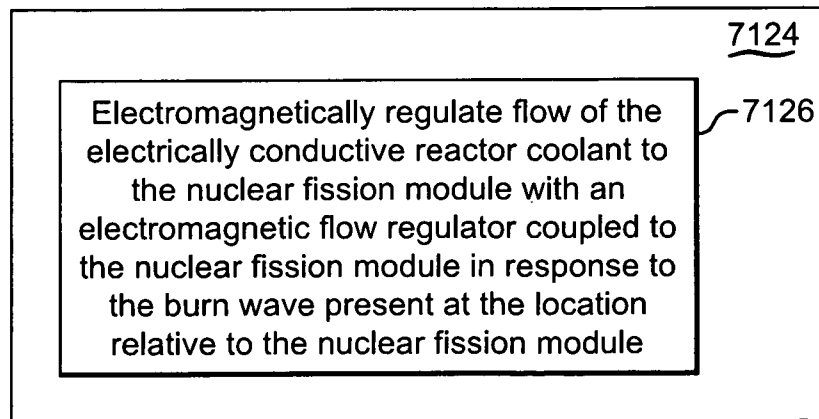 7124
7126
Electromagnetically regulate flow of the
electrically conductive reactor coolant to
the nuclear fission module with an
electromagnetic flow regulator coupled to
the nuclear fission module in response to
the burn wave present at the location
relative to the nuclear fission module